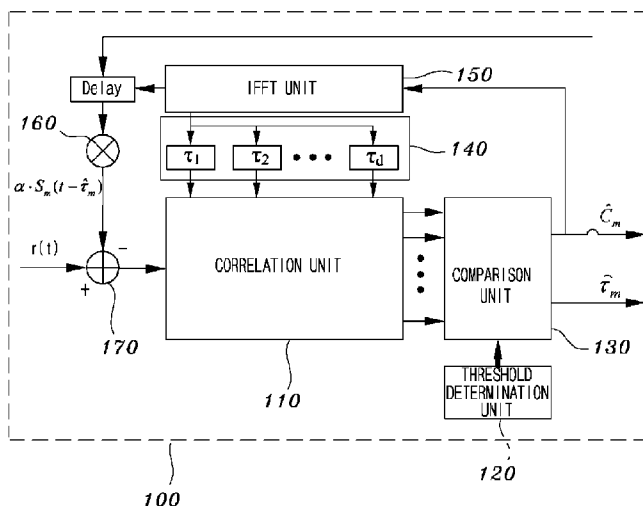 Delay
IFFT UNIT
150
160
τ1
τ2
τd
140
α·Sm(t-τ̂m)
r(t)
-
+
170
CORRELATION UNIT
110
COMPARISON
UNIT
Ĉm
τ̂m
130
THRESHOLD
DETERMINATION
UNIT
120
100